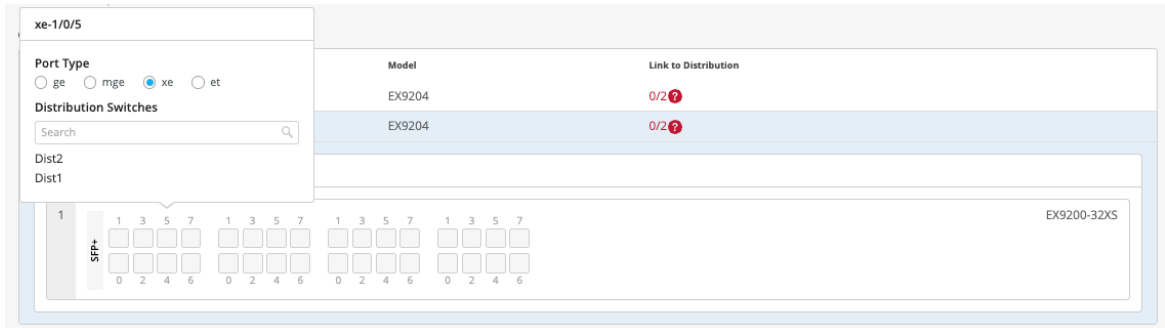 xe-1/0/5
Port Type
ge mge xe et
Distribution Switches
Search
Dist2
Dist1
Model Link to Distribution
EX9204 0/2?
EX9204 0/2?
1
SFP+
1 3 5 7 1 3 5 7 1 3 5 7 1 3 5 7
0 2 4 6 0 2 4 6 0 2 4 6 0 2 4 6
EX9200-32XS